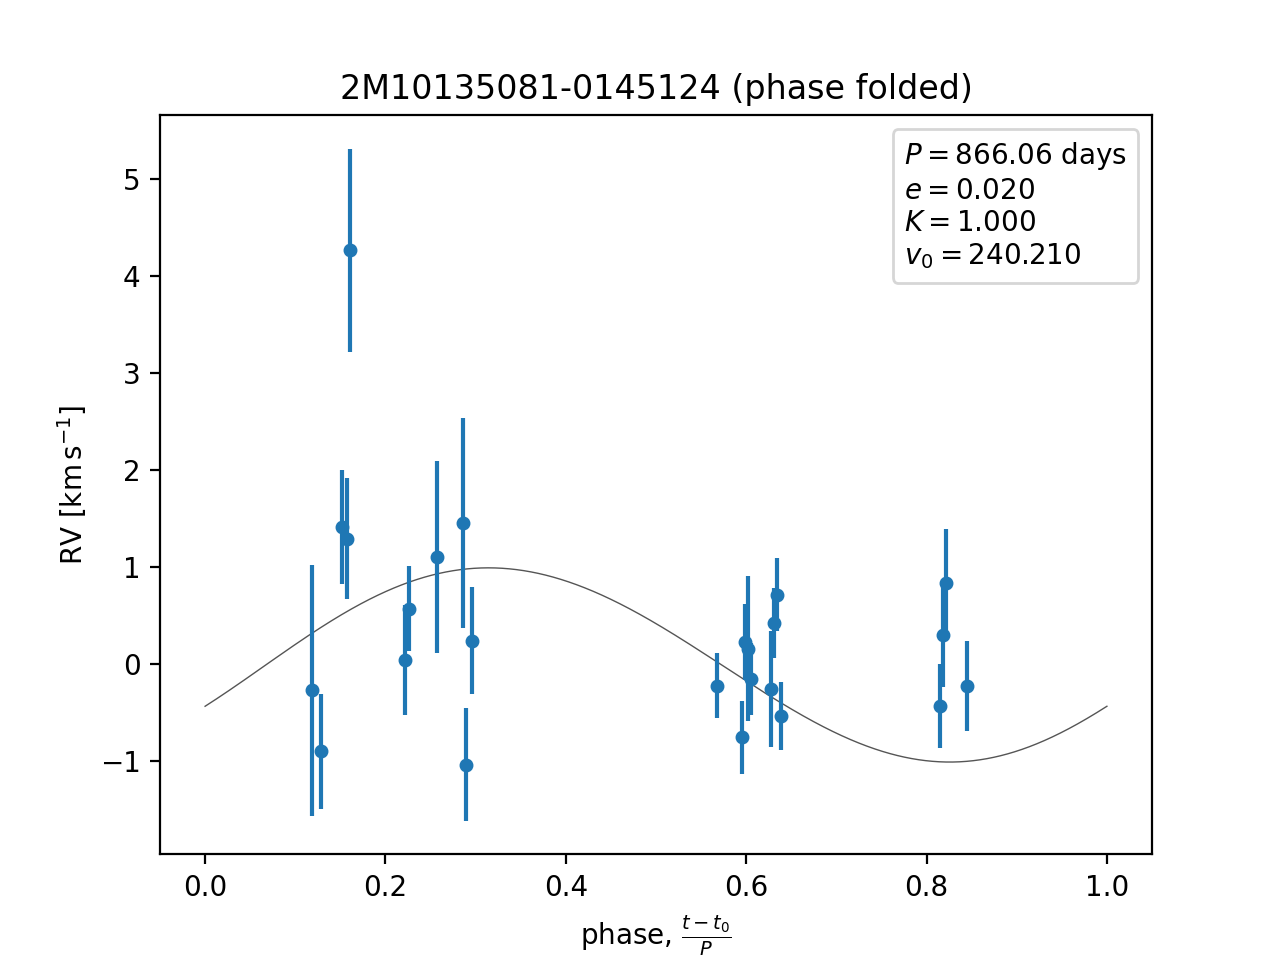 2M10135081-0145124 (phase folded)
P = 866.06 days
e = 0.020
K = 1.000
v₀ = 240.210
RV [km s⁻¹]
5
4
3
2
1
0
−1
0.0 0.2 0.4 0.6 0.8 1.0
phase, (t − t₀)/P